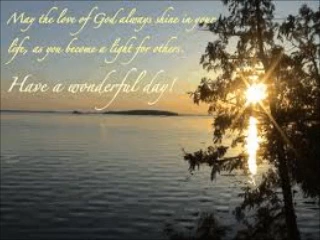 May the love of God always shine in your
life, as you become a light for others.
Have a wonderful day!